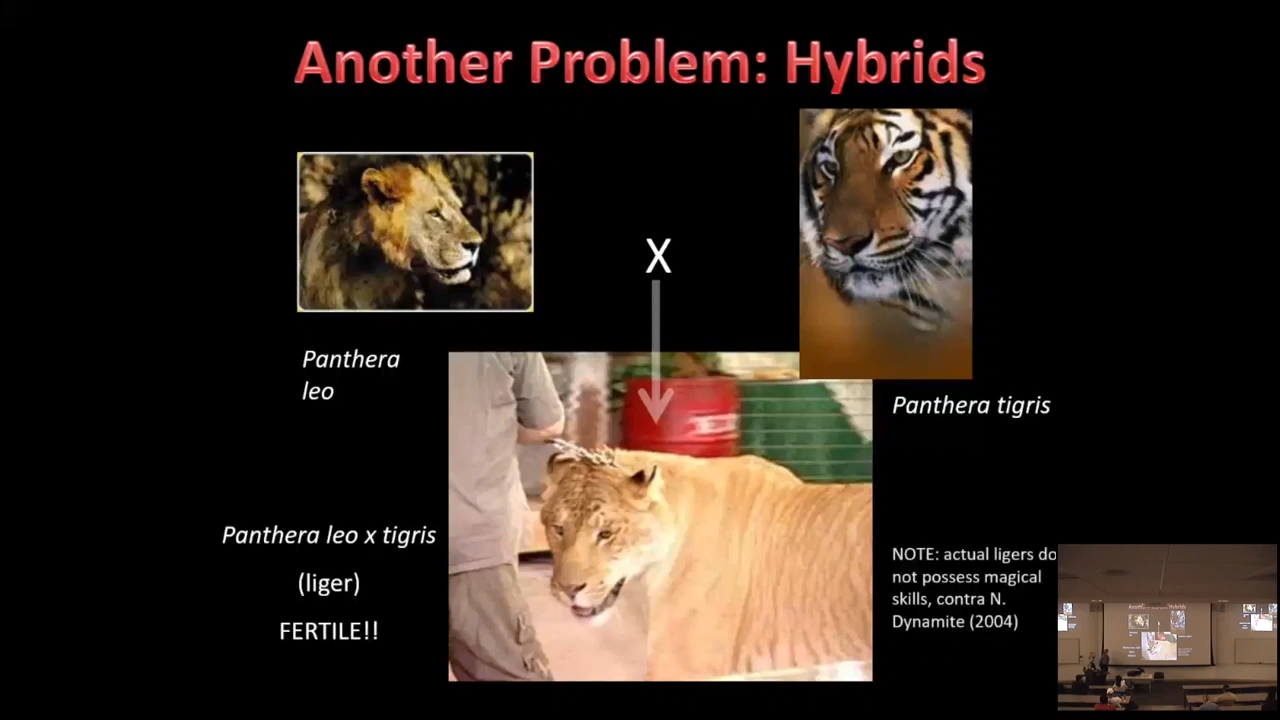 Another Problem: Hybrids
X
Panthera
leo
Panthera tigris
Panthera leo x tigris
(liger)
FERTILE!!
NOTE: actual ligers do
not possess magical
skills, contra N.
Dynamite (2004)